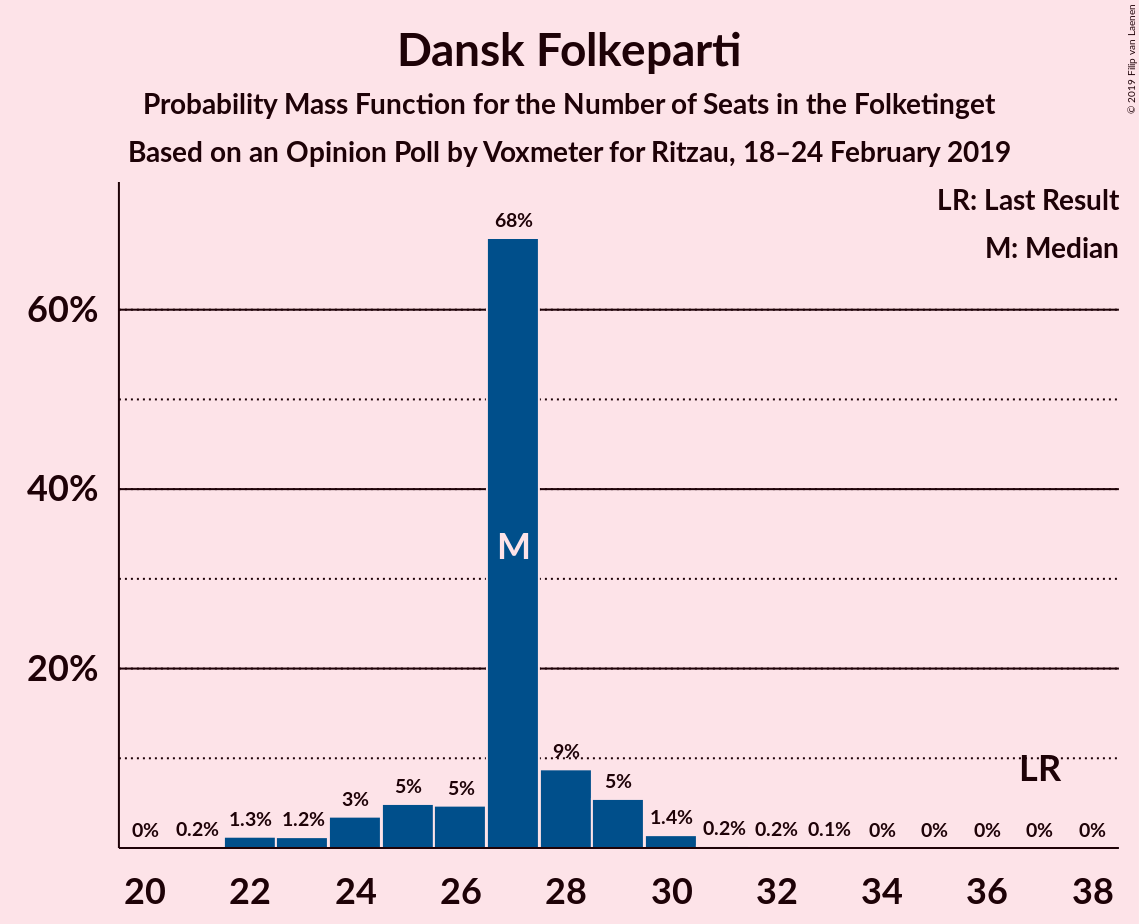 Dansk Folkeparti
Probability Mass Function for the Number of Seats in the Folketinget
Based on an Opinion Poll by Voxmeter for Ritzau, 18–24 February 2019
© 2019 Filip van Laenen
LR: Last Result
M: Median
68%
60%
40%
M
20%
9%
LR
5%
5%
5%
3%
1.3%
1.2%
1.4%
0%
0.2%
0.2%
0.2%
0.1%
0%
0%
0%
0%
0%
20 22 24 26 28 30 32 34 36 38